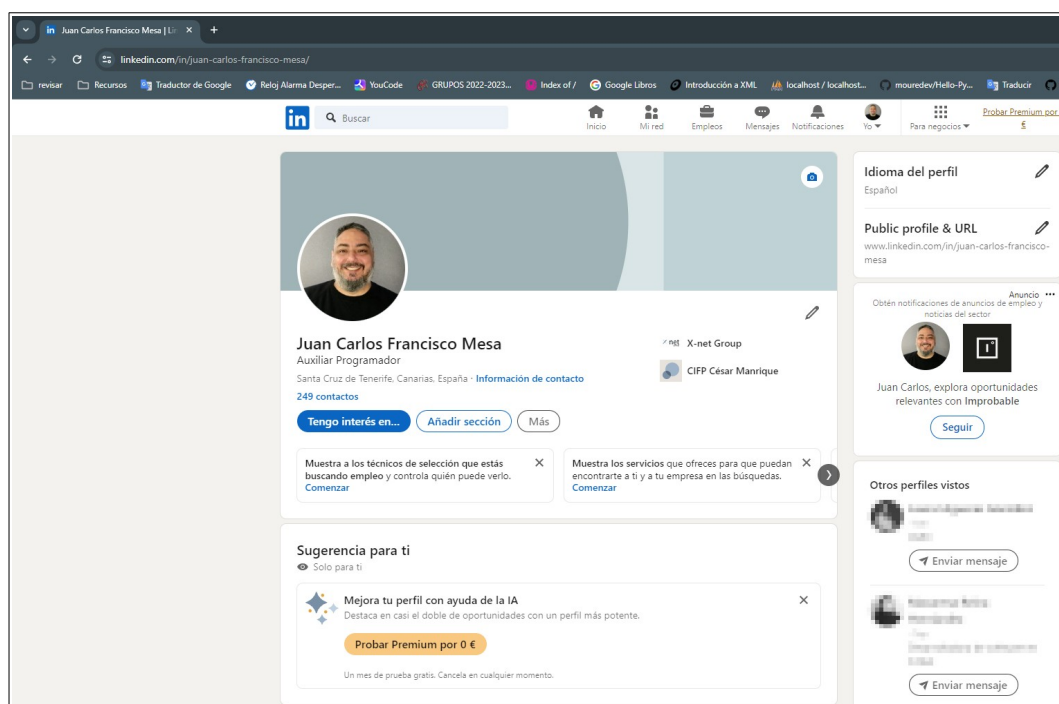 in Juan Carlos Francisco Mesa | Li
linkedin.com/in/juan-carlos-francisco-mesa/
revisar Recursos Traductor de Google Reloj Alarma Desper... YouCode GRUPOS 2022-2023... Index of / Google Libros Introducción a XML localhost / localhost... mouredev/Hello-Py... Traducir
in Buscar Inicio Mi red Empleos Mensajes Notificaciones Yo Para negocios Probar Premium por
€
Juan Carlos Francisco Mesa
Auxiliar Programador
Santa Cruz de Tenerife, Canarias, España · Información de contacto
249 contactos
X-net Group
CIFP César Manrique
Tengo interés en... Añadir sección Más
Muestra a los técnicos de selección que estás
buscando empleo y controla quién puede verlo.
Comenzar
Muestra los servicios que ofreces para que puedan
encontrarte a ti y a tu empresa en las búsquedas.
Comenzar
Sugerencia para ti
Solo para ti
Mejora tu perfil con ayuda de la IA
Destaca en casi el doble de oportunidades con un perfil más potente.
Probar Premium por 0 €
Un mes de prueba gratis. Cancela en cualquier momento.
Idioma del perfil
Español
Public profile & URL
www.linkedin.com/in/juan-carlos-francisco-
mesa
Anuncio
Obtén notificaciones de anuncios de empleo y
noticias del sector
Juan Carlos, explora oportunidades
relevantes con Improbable
Seguir
Otros perfiles vistos
Enviar mensaje
Enviar mensaje